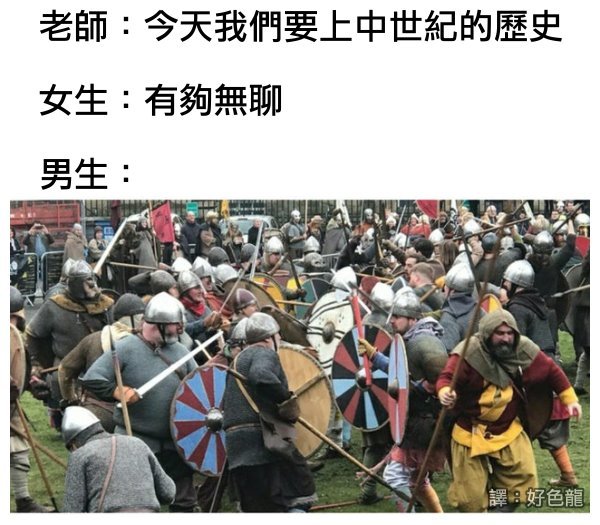 老師：今天我們要上中世紀的歷史
女生：有夠無聊
男生：
譯：好色龍